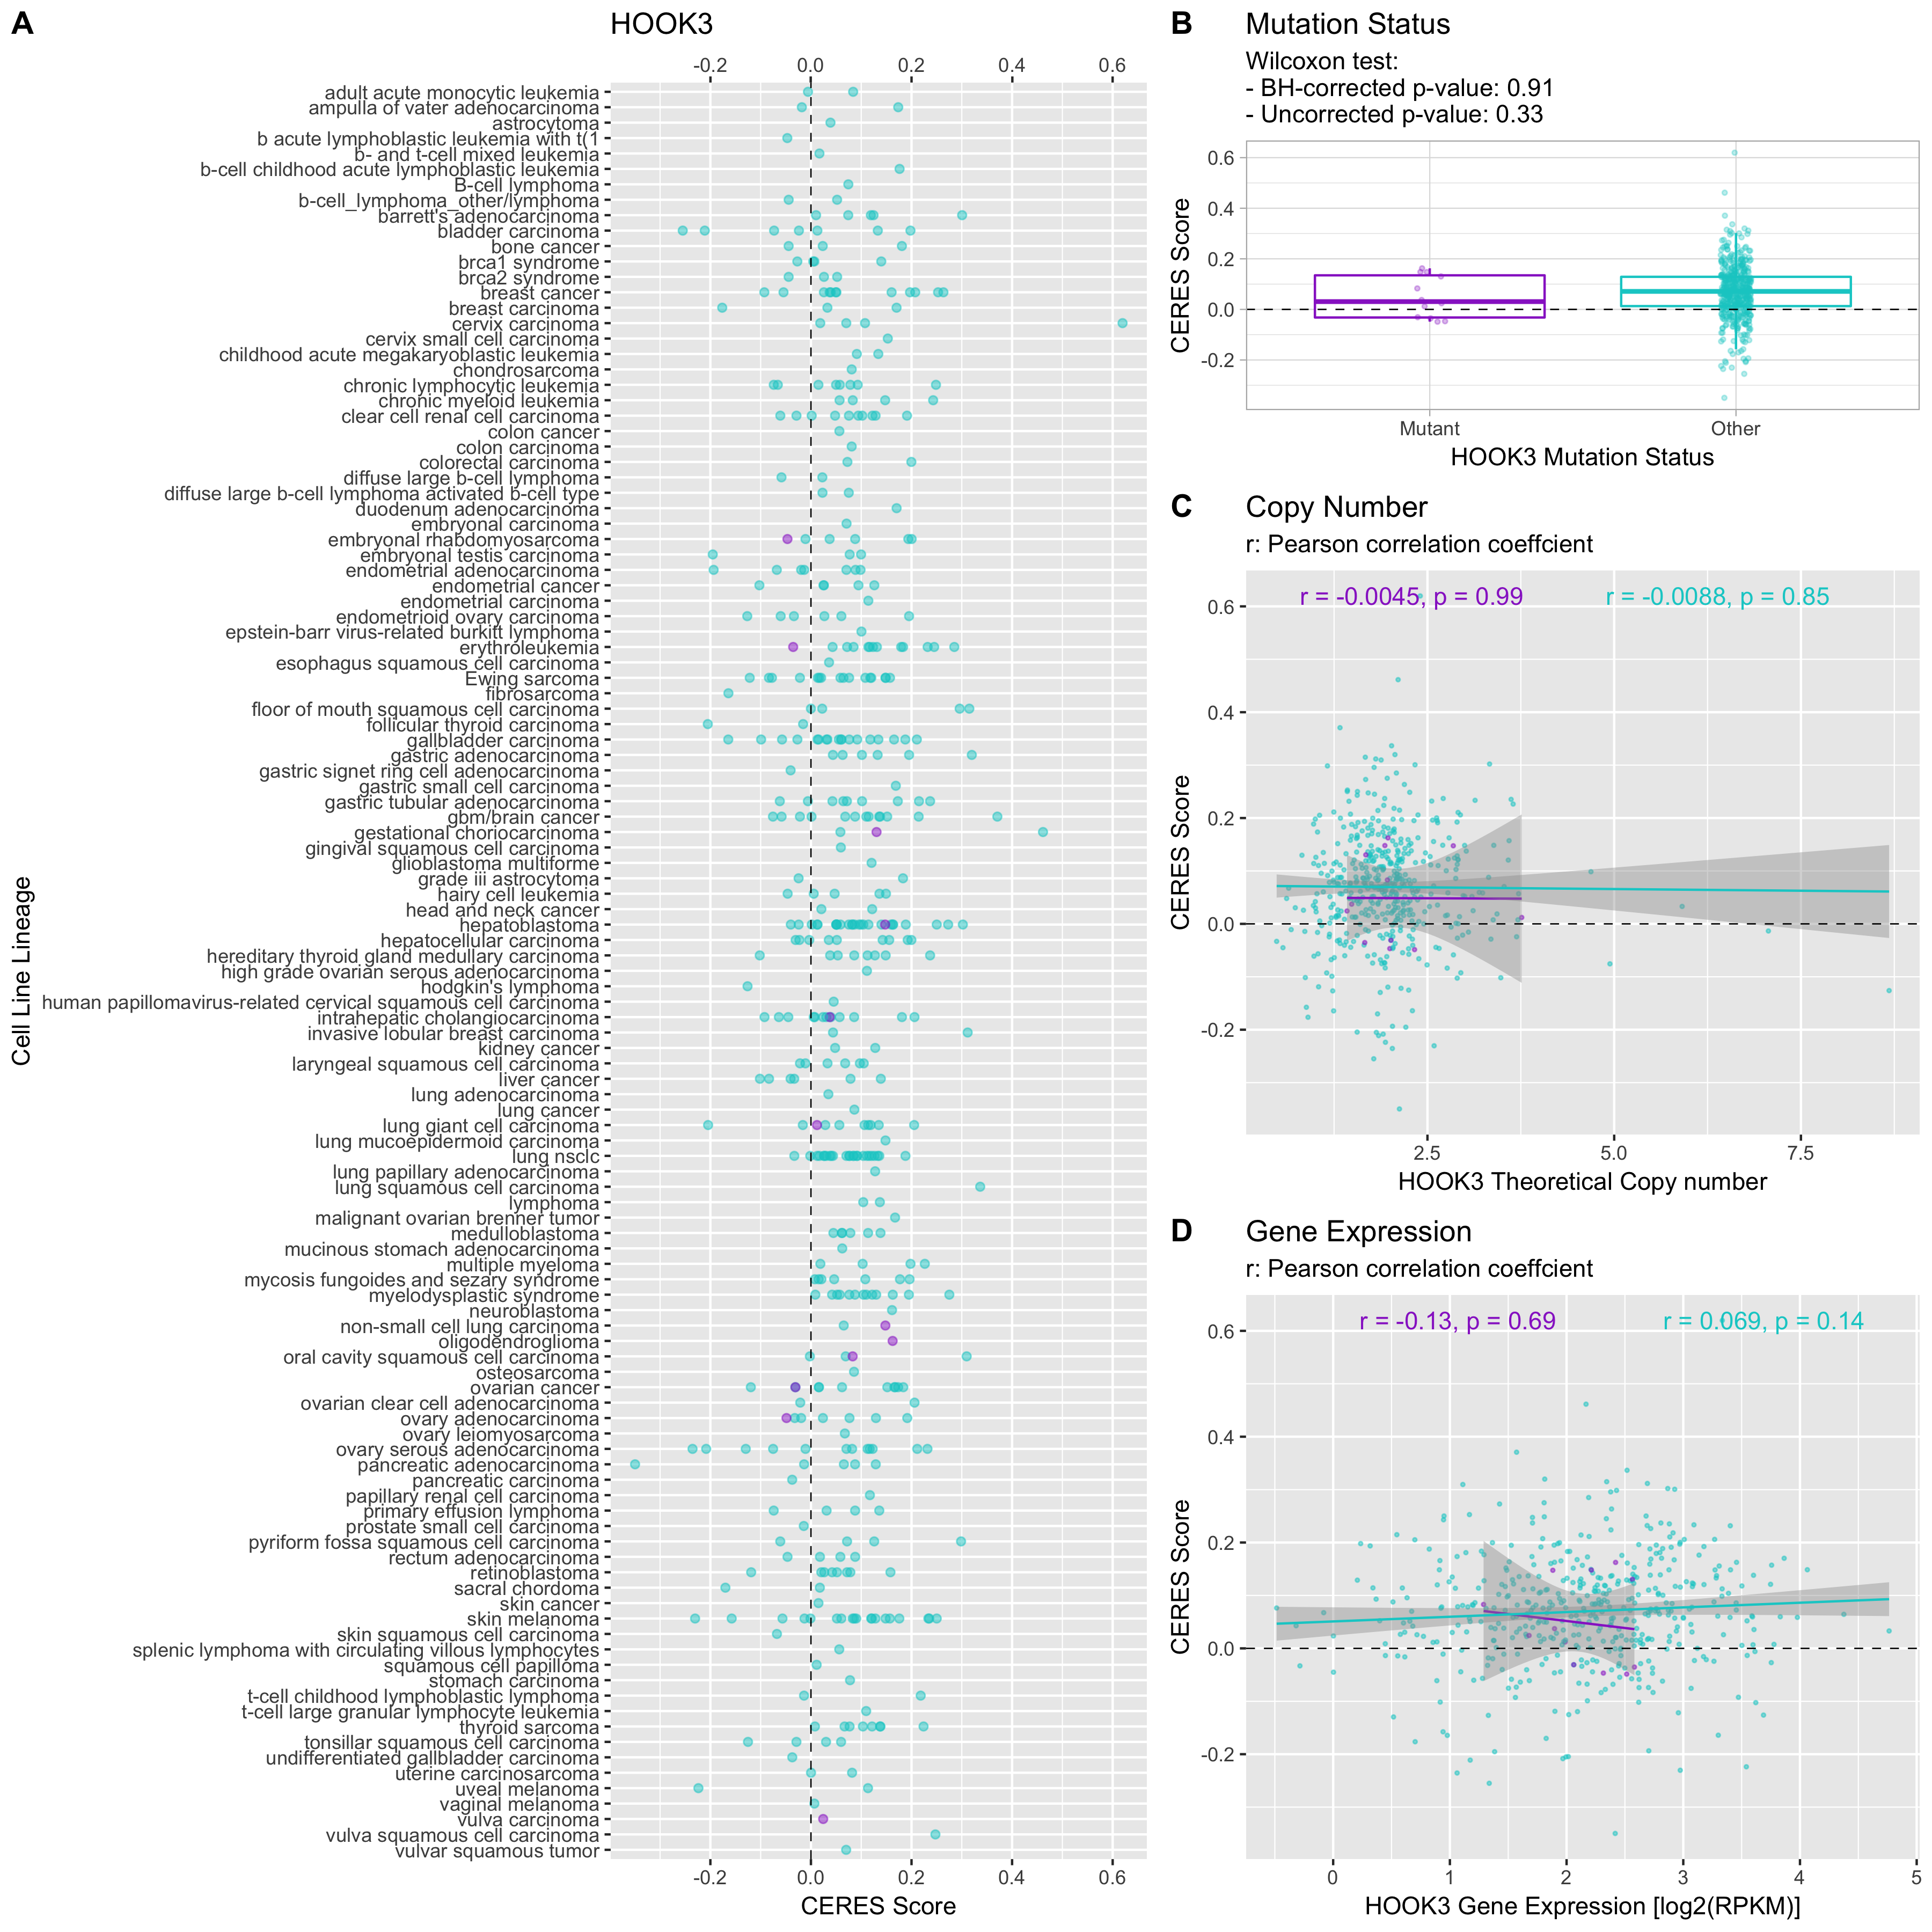 A
HOOK3
-0.2 0.0 0.2 0.4 0.6
adult acute monocytic leukemia
ampulla of vater adenocarcinoma
astrocytoma
b acute lymphoblastic leukemia with t(1
b- and t-cell mixed leukemia
b-cell childhood acute lymphoblastic leukemia
B-cell lymphoma
b-cell_lymphoma_other/lymphoma
barrett's adenocarcinoma
bladder carcinoma
bone cancer
brca1 syndrome
brca2 syndrome
breast cancer
breast carcinoma
cervix carcinoma
cervix small cell carcinoma
childhood acute megakaryoblastic leukemia
chondrosarcoma
chronic lymphocytic leukemia
chronic myeloid leukemia
clear cell renal cell carcinoma
colon cancer
colon carcinoma
colorectal carcinoma
diffuse large b-cell lymphoma
diffuse large b-cell lymphoma activated b-cell type
duodenum adenocarcinoma
embryonal carcinoma
embryonal rhabdomyosarcoma
embryonal testis carcinoma
endometrial adenocarcinoma
endometrial cancer
endometrial carcinoma
endometrioid ovary carcinoma
epstein-barr virus-related burkitt lymphoma
erythroleukemia
esophagus squamous cell carcinoma
Ewing sarcoma
fibrosarcoma
floor of mouth squamous cell carcinoma
follicular thyroid carcinoma
gallbladder carcinoma
gastric adenocarcinoma
gastric signet ring cell adenocarcinoma
gastric small cell carcinoma
gastric tubular adenocarcinoma
gbm/brain cancer
gestational choriocarcinoma
gingival squamous cell carcinoma
glioblastoma multiforme
grade iii astrocytoma
hairy cell leukemia
head and neck cancer
hepatoblastoma
hepatocellular carcinoma
hereditary thyroid gland medullary carcinoma
high grade ovarian serous adenocarcinoma
hodgkin's lymphoma
human papillomavirus-related cervical squamous cell carcinoma
intrahepatic cholangiocarcinoma
invasive lobular breast carcinoma
kidney cancer
laryngeal squamous cell carcinoma
liver cancer
lung adenocarcinoma
lung cancer
lung giant cell carcinoma
lung mucoepidermoid carcinoma
lung nsclc
lung papillary adenocarcinoma
lung squamous cell carcinoma
lymphoma
malignant ovarian brenner tumor
medulloblastoma
mucinous stomach adenocarcinoma
multiple myeloma
mycosis fungoides and sezary syndrome
myelodysplastic syndrome
neuroblastoma
non-small cell lung carcinoma
oligodendroglioma
oral cavity squamous cell carcinoma
osteosarcoma
ovarian cancer
ovarian clear cell adenocarcinoma
ovary adenocarcinoma
ovary leiomyosarcoma
ovary serous adenocarcinoma
pancreatic adenocarcinoma
pancreatic carcinoma
papillary renal cell carcinoma
primary effusion lymphoma
prostate small cell carcinoma
pyriform fossa squamous cell carcinoma
rectum adenocarcinoma
retinoblastoma
sacral chordoma
skin cancer
skin melanoma
skin squamous cell carcinoma
splenic lymphoma with circulating villous lymphocytes
squamous cell papilloma
stomach carcinoma
t-cell childhood lymphoblastic lymphoma
t-cell large granular lymphocyte leukemia
thyroid sarcoma
tonsillar squamous cell carcinoma
undifferentiated gallbladder carcinoma
uterine carcinosarcoma
uveal melanoma
vaginal melanoma
vulva carcinoma
vulva squamous cell carcinoma
vulvar squamous tumor
-0.2 0.0 0.2 0.4 0.6
CERES Score
Cell Line Lineage
B
Mutation Status
Wilcoxon test:
- BH-corrected p-value: 0.91
- Uncorrected p-value: 0.33
0.6
0.4
0.2
0.0
-0.2
CERES Score
Mutant Other
HOOK3 Mutation Status
C
Copy Number
r: Pearson correlation coeffcient
r = -0.0045, p = 0.99 r = -0.0088, p = 0.85
0.6
0.4
0.2
0.0
-0.2
CERES Score
2.5 5.0 7.5
HOOK3 Theoretical Copy number
D
Gene Expression
r: Pearson correlation coeffcient
r = -0.13, p = 0.69 r = 0.069, p = 0.14
0.6
0.4
0.2
0.0
-0.2
CERES Score
0 1 2 3 4 5
HOOK3 Gene Expression [log2(RPKM)]